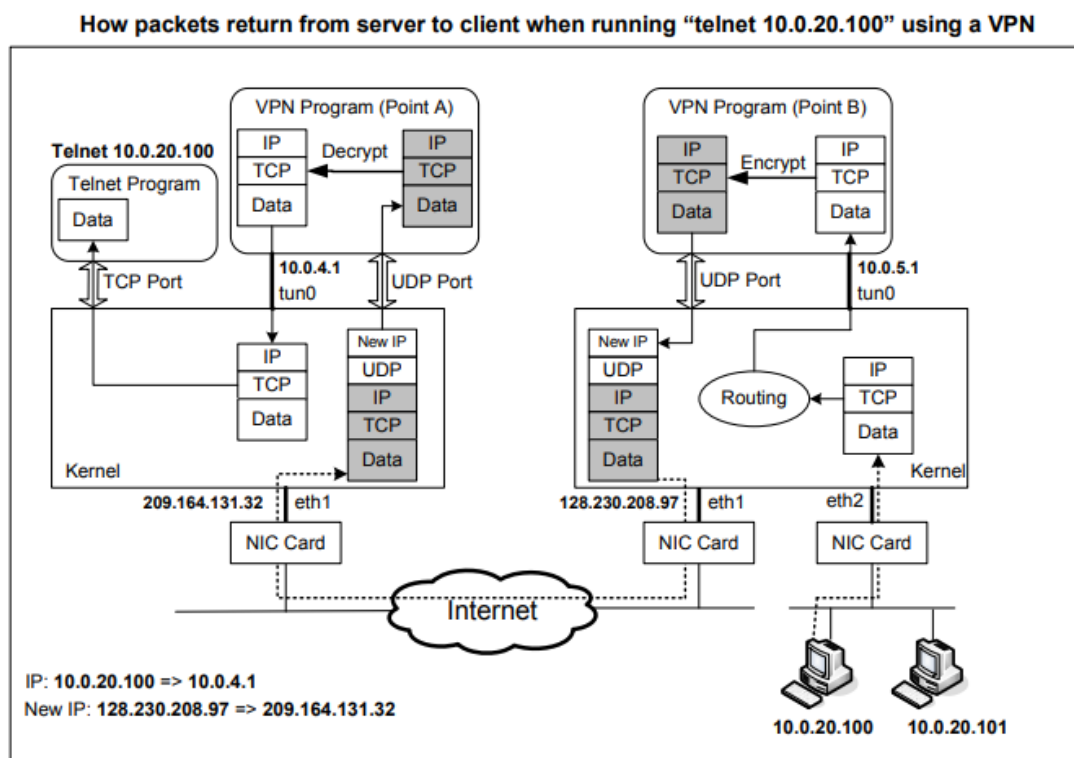 How packets return from server to client when running “telnet 10.0.20.100” using a VPN
VPN Program (Point A)
IP
TCP
Data
Decrypt
IP
TCP
Data
Telnet 10.0.20.100
Telnet Program
Data
TCP Port
10.0.4.1
tun0
UDP Port
IP
TCP
Data
New IP
UDP
IP
TCP
Data
Kernel
209.164.131.32
eth1
NIC Card
VPN Program (Point B)
IP
TCP
Data
Encrypt
IP
TCP
Data
UDP Port
10.0.5.1
tun0
New IP
UDP
IP
TCP
Data
Routing
IP
TCP
Data
Kernel
128.230.208.97
eth1
eth2
NIC Card
NIC Card
Internet
IP: 10.0.20.100 => 10.0.4.1
New IP: 128.230.208.97 => 209.164.131.32
10.0.20.100
10.0.20.101